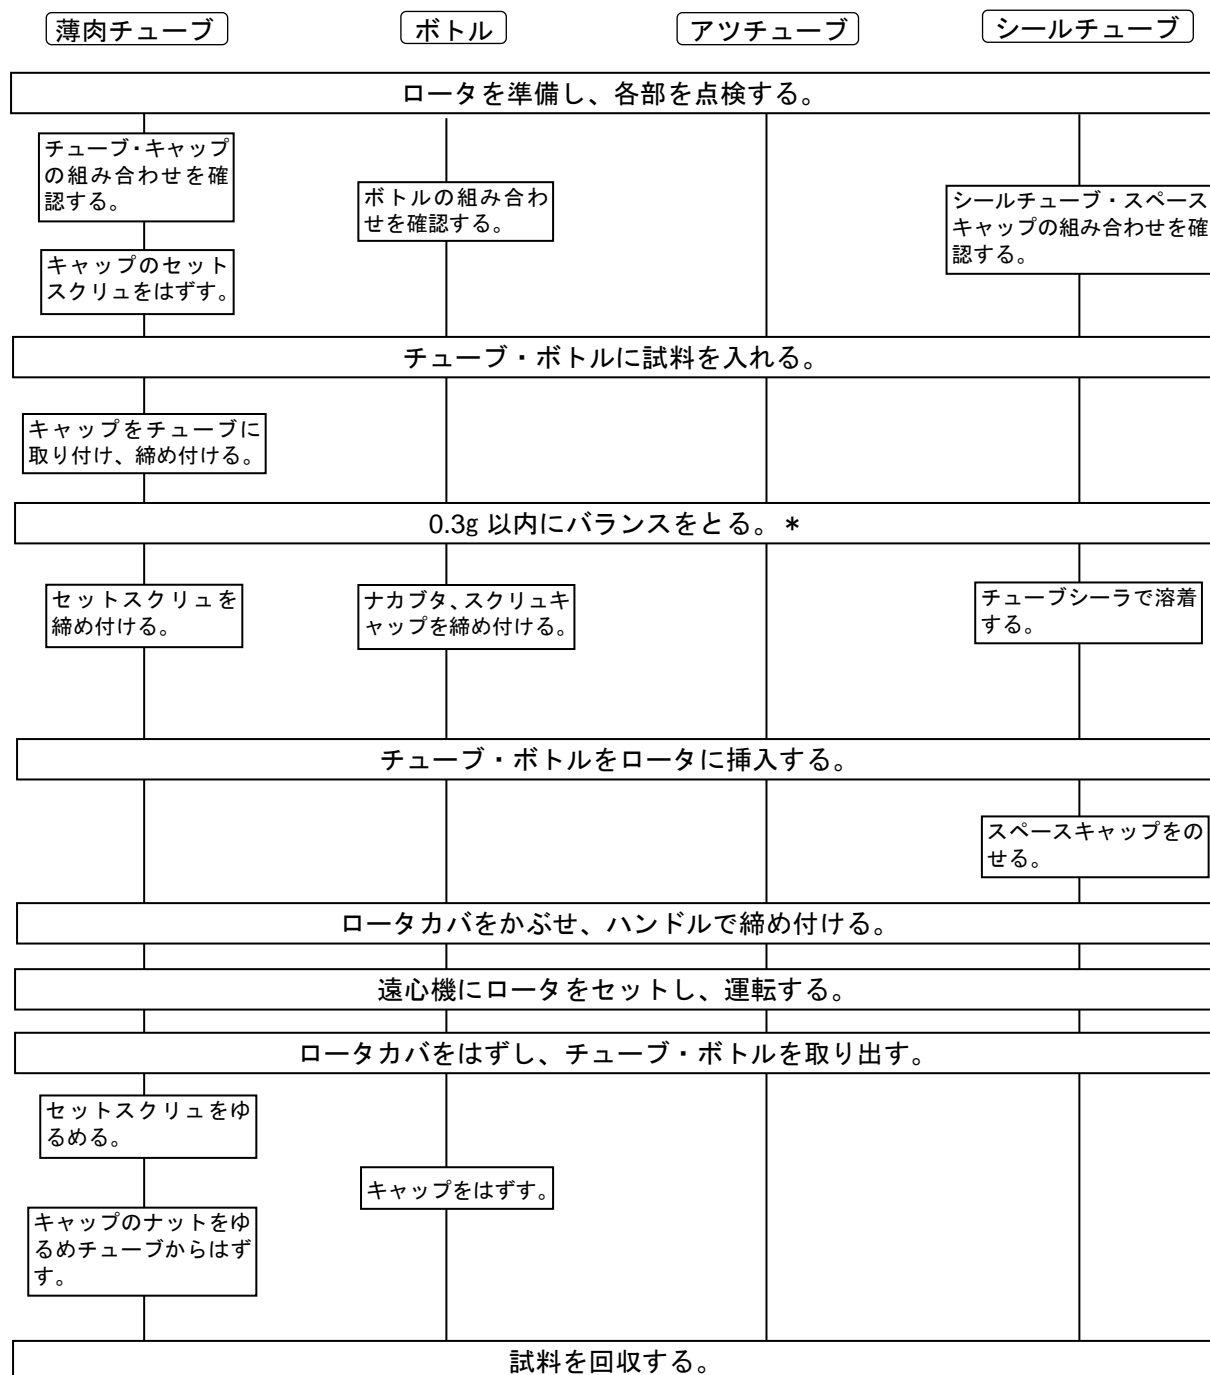 薄肉チューブ
ボトル
アツチューブ
シールチューブ
ロータを準備し、各部を点検する。
チューブ・キャップ
の組み合わせを確
認する。
ボトルの組み合わ
せを確認する。
シールチューブ・スペース
キャップの組み合わせを確
認する。
キャップのセット
スクリュをはずす。
チューブ・ボトルに試料を入れる。
キャップをチューブに
取り付け、締め付ける。
0.3g 以内にバランスをとる。＊
セットスクリュを
締め付ける。
ナカブタ、スクリュキ
ャップを締め付ける。
チューブシーラで溶着
する。
チューブ・ボトルをロータに挿入する。
スペースキャップをの
せる。
ロータカバをかぶせ、ハンドルで締め付ける。
遠心機にロータをセットし、運転する。
ロータカバをはずし、チューブ・ボトルを取り出す。
セットスクリュをゆ
るめる。
キャップをはずす。
キャップのナットをゆ
るめチューブからはず
す。
試料を回収する。